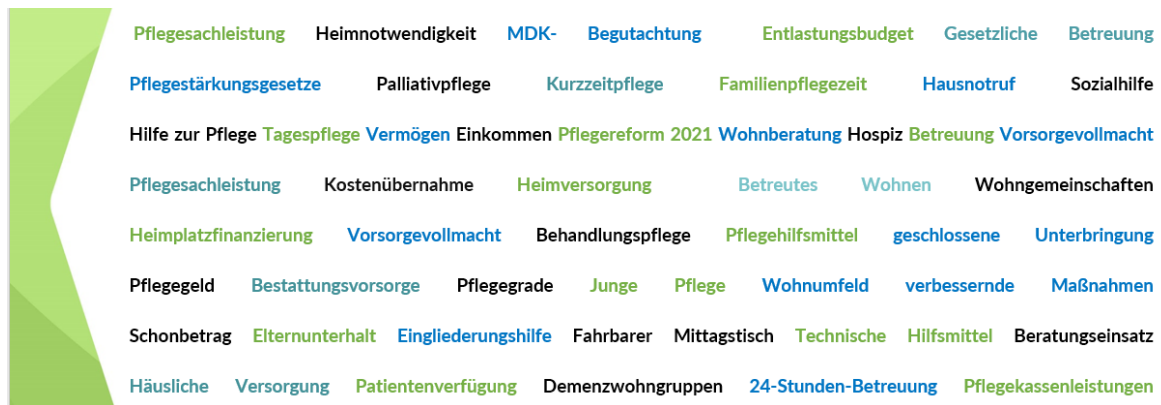 Pflegesachleistung Heimnotwendigkeit MDK- Begutachtung Entlastungsbudget Gesetzliche Betreuung
Pflegestärkungsgesetze Palliativpflege Kurzzeitpflege Familienpflegezeit Hausnotruf Sozialhilfe
Hilfe zur Pflege Tagespflege Vermögen Einkommen Pflegereform 2021 Wohnberatung Hospiz Betreuung Vorsorgevollmacht
Pflegesachleistung Kostenübernahme Heimversorgung Betreutes Wohnen Wohngemeinschaften
Heimplatzfinanzierung Vorsorgevollmacht Behandlungspflege Pflegehilfsmittel geschlossene Unterbringung
Pflegegeld Bestattungsvorsorge Pflegegrade Junge Pflege Wohnumfeld verbessernde Maßnahmen
Schonbetrag Elternunterhalt Eingliederungshilfe Fahrbarer Mittagstisch Technische Hilfsmittel Beratungseinsatz
Häusliche Versorgung Patientenverfügung Demenzwohngruppen 24-Stunden-Betreuung Pflegekassenleistungen